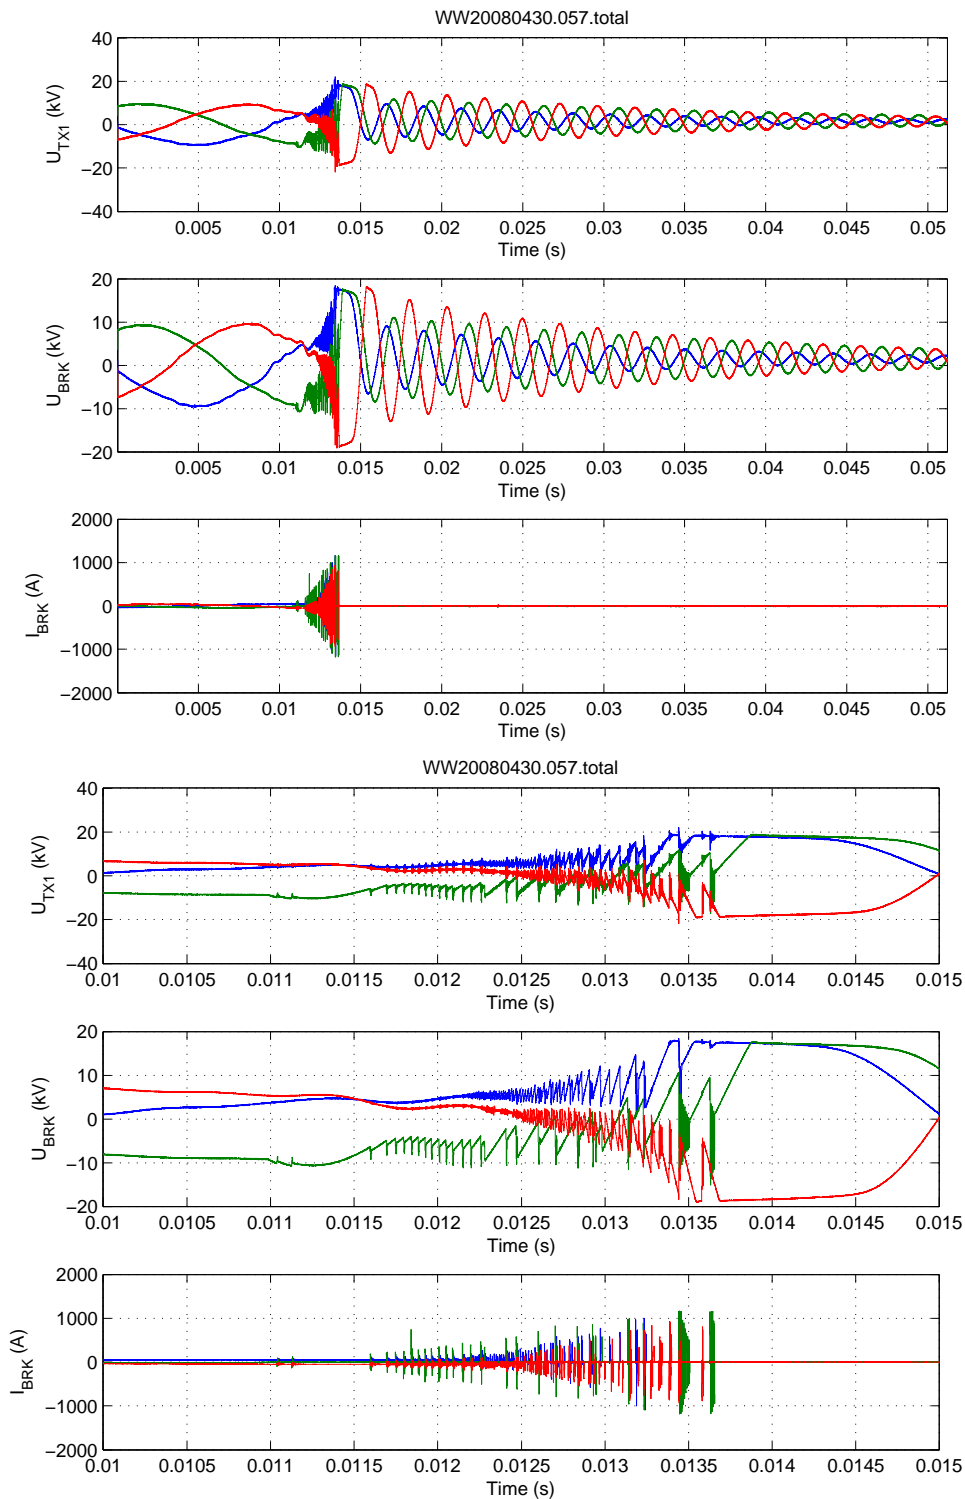 WW20080430.057.total
40
20
0
−20
−40
U_TX1 (kV)
0.005 0.01 0.015 0.02 0.025 0.03 0.035 0.04 0.045 0.05
Time (s)
20
10
0
−10
−20
U_BRK (kV)
0.005 0.01 0.015 0.02 0.025 0.03 0.035 0.04 0.045 0.05
Time (s)
2000
1000
0
−1000
−2000
I_BRK (A)
0.005 0.01 0.015 0.02 0.025 0.03 0.035 0.04 0.045 0.05
Time (s)
WW20080430.057.total
40
20
0
−20
−40
U_TX1 (kV)
0.01 0.0105 0.011 0.0115 0.012 0.0125 0.013 0.0135 0.014 0.0145 0.015
Time (s)
20
10
0
−10
−20
U_BRK (kV)
0.01 0.0105 0.011 0.0115 0.012 0.0125 0.013 0.0135 0.014 0.0145 0.015
Time (s)
2000
1000
0
−1000
−2000
I_BRK (A)
0.01 0.0105 0.011 0.0115 0.012 0.0125 0.013 0.0135 0.014 0.0145 0.015
Time (s)